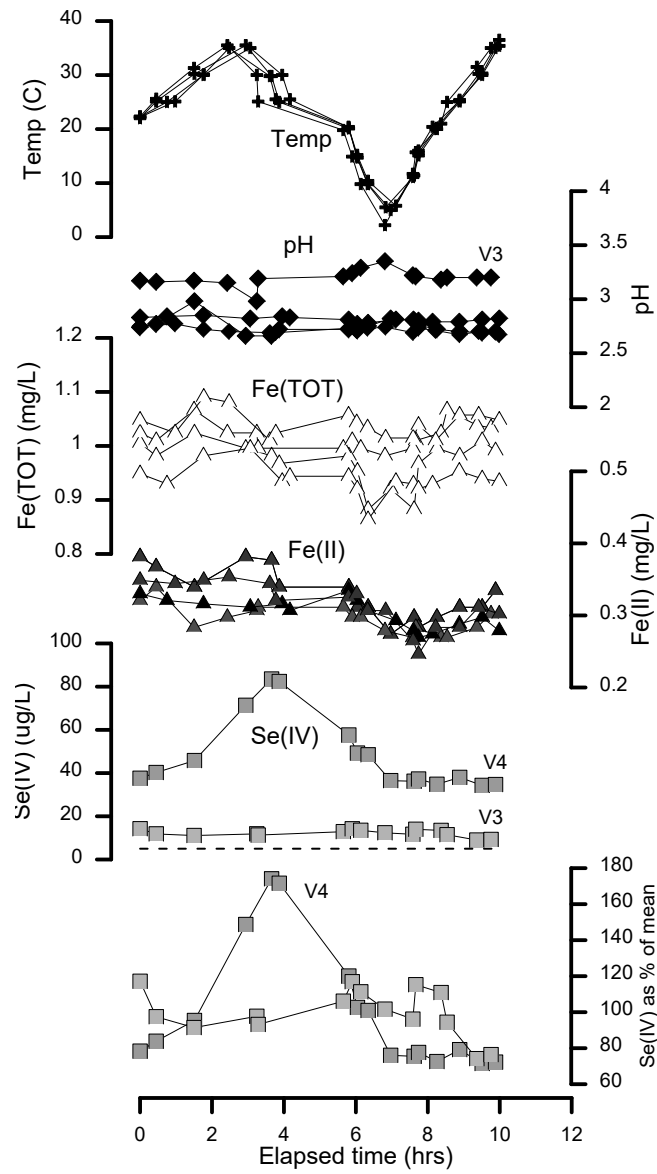 40
30
20
10
0
Temp (C)
Temp
4
3.5
3
2.5
2
pH
pH
V3
1.2
1.1
1
0.9
0.8
Fe(TOT) (mg/L)
Fe(TOT)
0.5
0.4
0.3
0.2
Fe(II) (mg/L)
Fe(II)
100
80
60
40
20
0
Se(IV) (ug/L)
Se(IV)
V4
V3
180
160
140
120
100
80
60
Se(IV) as % of mean
V4
0 2 4 6 8 10 12
Elapsed time (hrs)